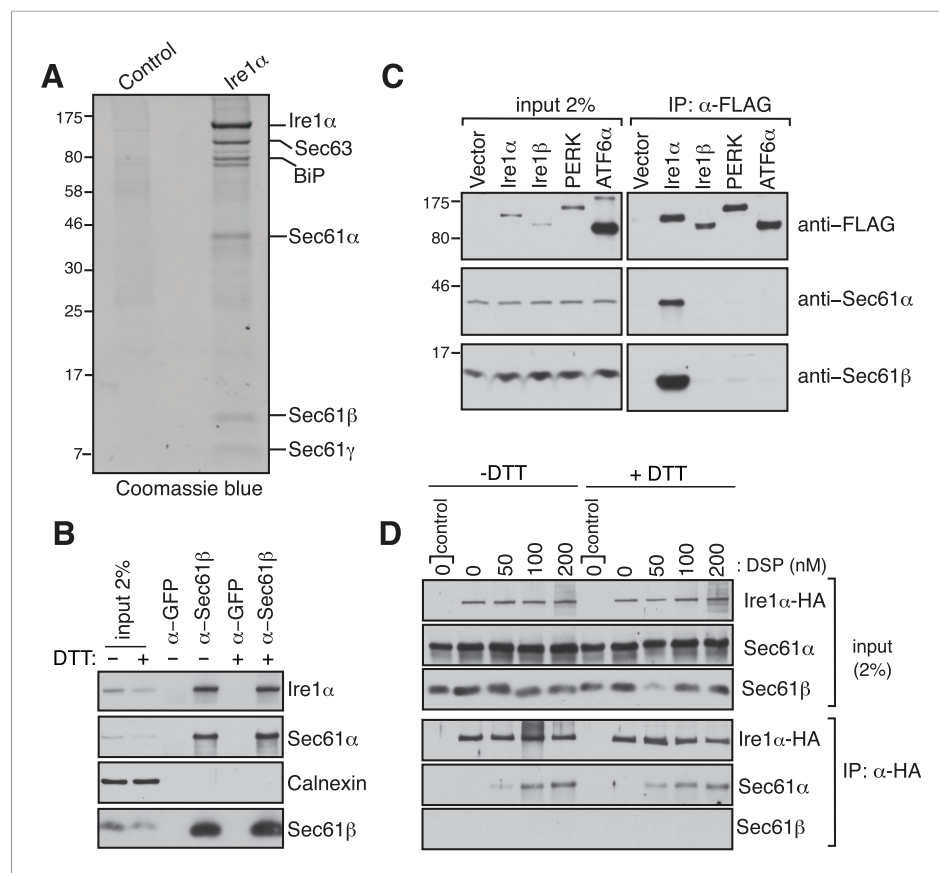 A
Control
Ire1α
175
80
58
46
30
25
17
7
Ire1α
Sec63
BiP
Sec61α
Sec61β
Sec61γ
Coomassie blue
C
input 2%
IP: α-FLAG
Vector
Ire1α
Ire1β
PERK
ATF6α
Vector
Ire1α
Ire1β
PERK
ATF6α
175
80
anti–FLAG
46
anti–Sec61α
17
anti–Sec61β
B
input 2%
α–GFP
α–Sec61β
α–GFP
α–Sec61β
DTT: – + – – + +
Ire1α
Sec61α
Calnexin
Sec61β
D
-DTT
+ DTT
0 ]control
0
50
100
200
0 ]control
0
50
100
200
: DSP (nM)
Ire1α-HA
Sec61α
Sec61β
input
(2%)
Ire1α-HA
Sec61α
Sec61β
IP: α-HA